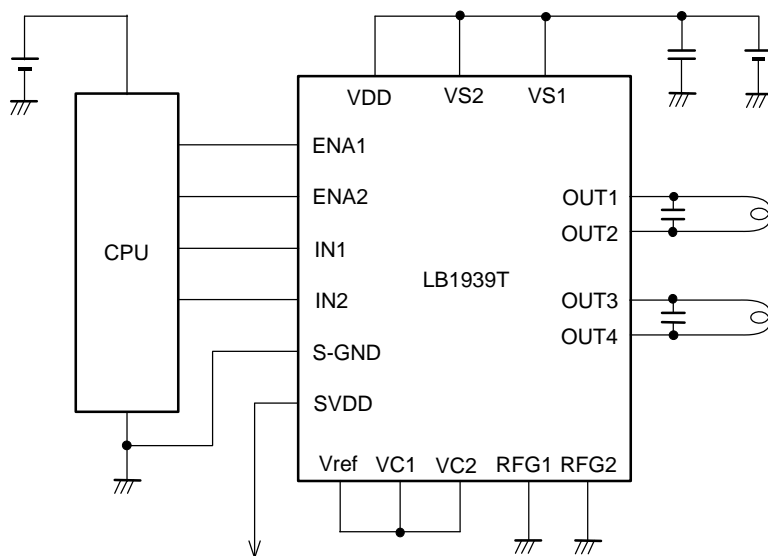 VDD VS2 VS1
ENA1
ENA2
OUT1
CPU
IN1
OUT2
LB1939T
IN2
OUT3
OUT4
S-GND
SVDD
Vref VC1 VC2 RFG1 RFG2